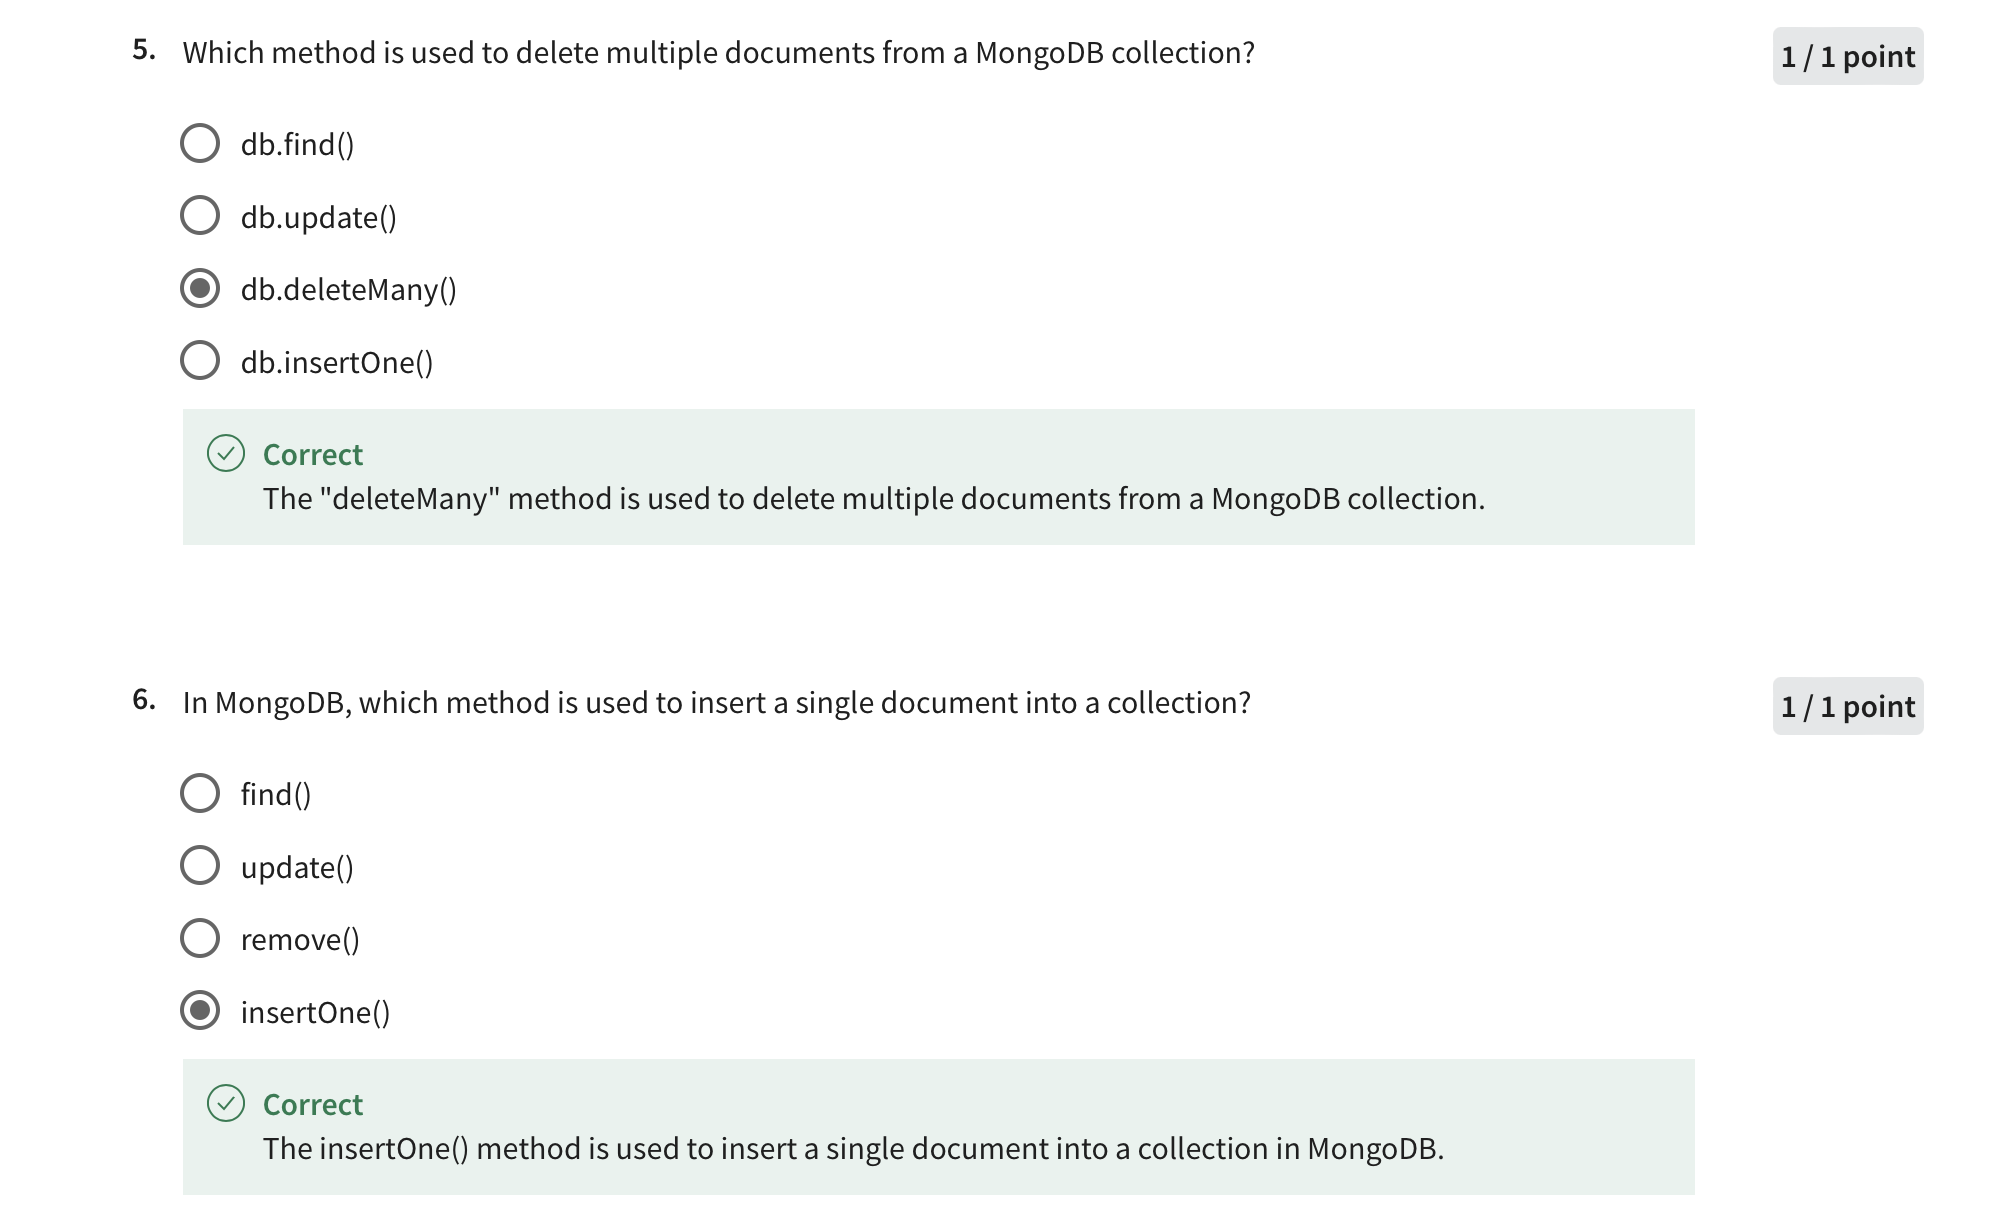 5. Which method is used to delete multiple documents from a MongoDB collection?
1 / 1 point
db.find()
db.update()
db.deleteMany()
db.insertOne()
Correct
The "deleteMany" method is used to delete multiple documents from a MongoDB collection.
6. In MongoDB, which method is used to insert a single document into a collection?
1 / 1 point
find()
update()
remove()
insertOne()
Correct
The insertOne() method is used to insert a single document into a collection in MongoDB.